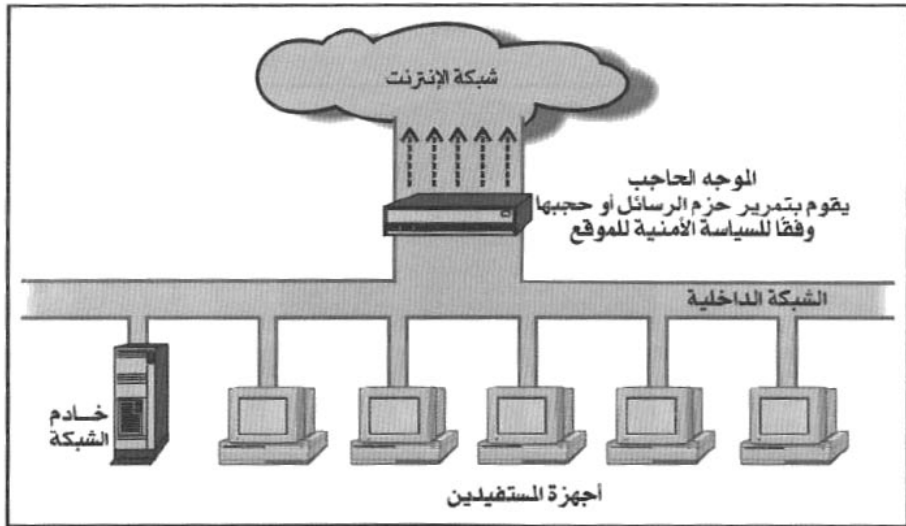 شبكة الإنترنت
الموجه الحاجب
يقوم بتمرير حزم الرسائل أو حجبها
وفقًا للسياسة الأمنية للموقع
الشبكة الداخلية
خــادم
الشبكة
أجهزة المستفيدين